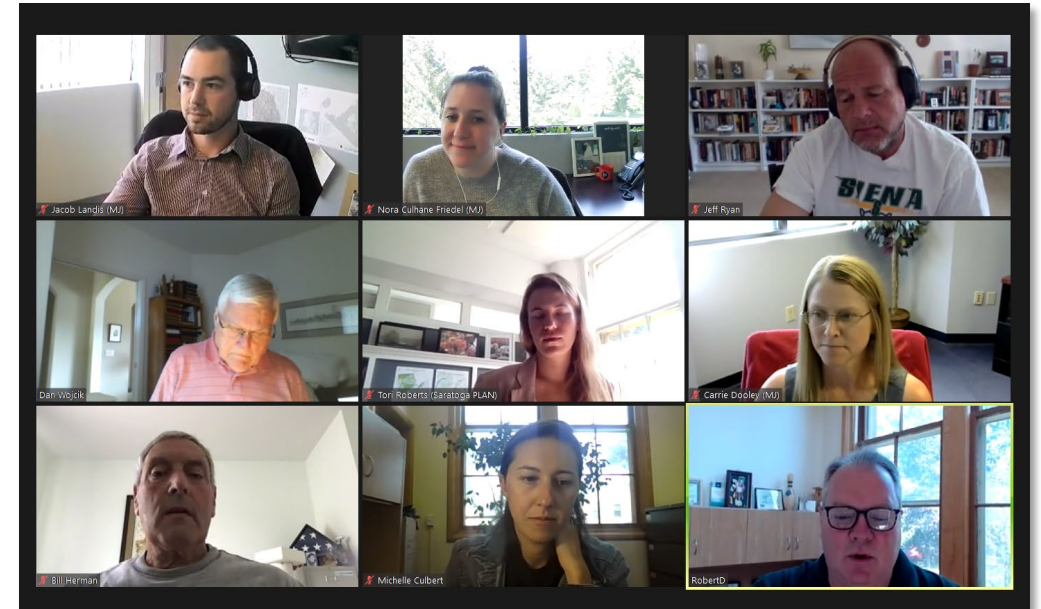 Jacob Landis (MJ)
Nora Culhane Friedel (MJ)
Jeff Ryan
SIENA
Dan Wojcik
Tori Roberts (Saratoga PLAN)
Carrie Dooley (MJ)
Bill Herman
Michelle Culbert
RobertD